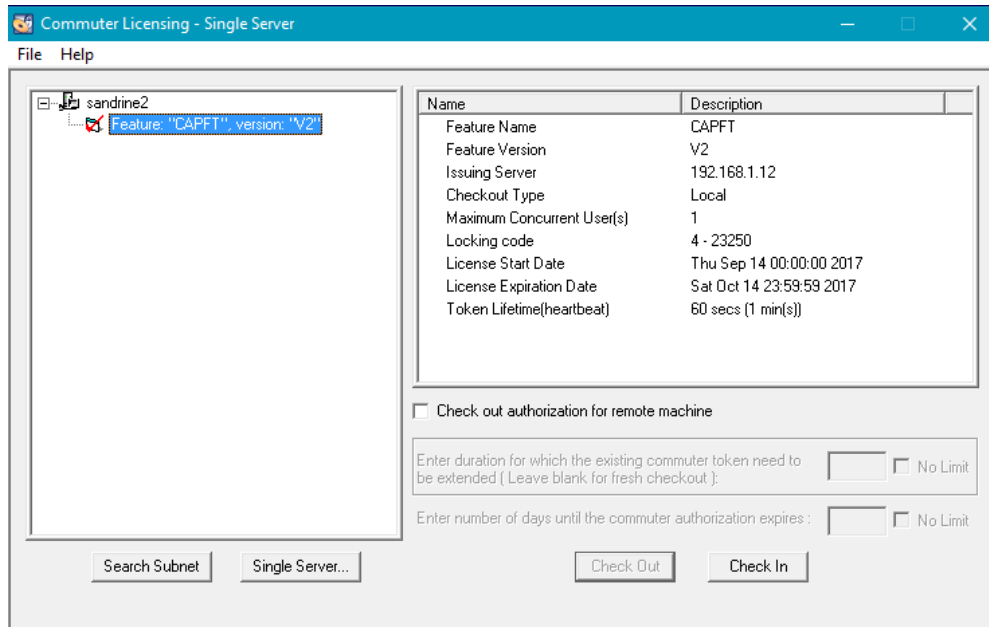 Commuter Licensing - Single Server
File Help
sandrine2
Feature: "CAPFT", version: "V2"
Name Description
Feature Name CAPFT
Feature Version V2
Issuing Server 192.168.1.12
Checkout Type Local
Maximum Concurrent User(s) 1
Locking code 4 - 23250
License Start Date Thu Sep 14 00:00:00 2017
License Expiration Date Sat Oct 14 23:59:59 2017
Token Lifetime(heartbeat) 60 secs (1 min(s))
Check out authorization for remote machine
Enter duration for which the existing commuter token need to
be extended ( Leave blank for fresh checkout ):
No Limit
Enter number of days until the commuter authorization expires :
No Limit
Search Subnet Single Server... Check Out Check In